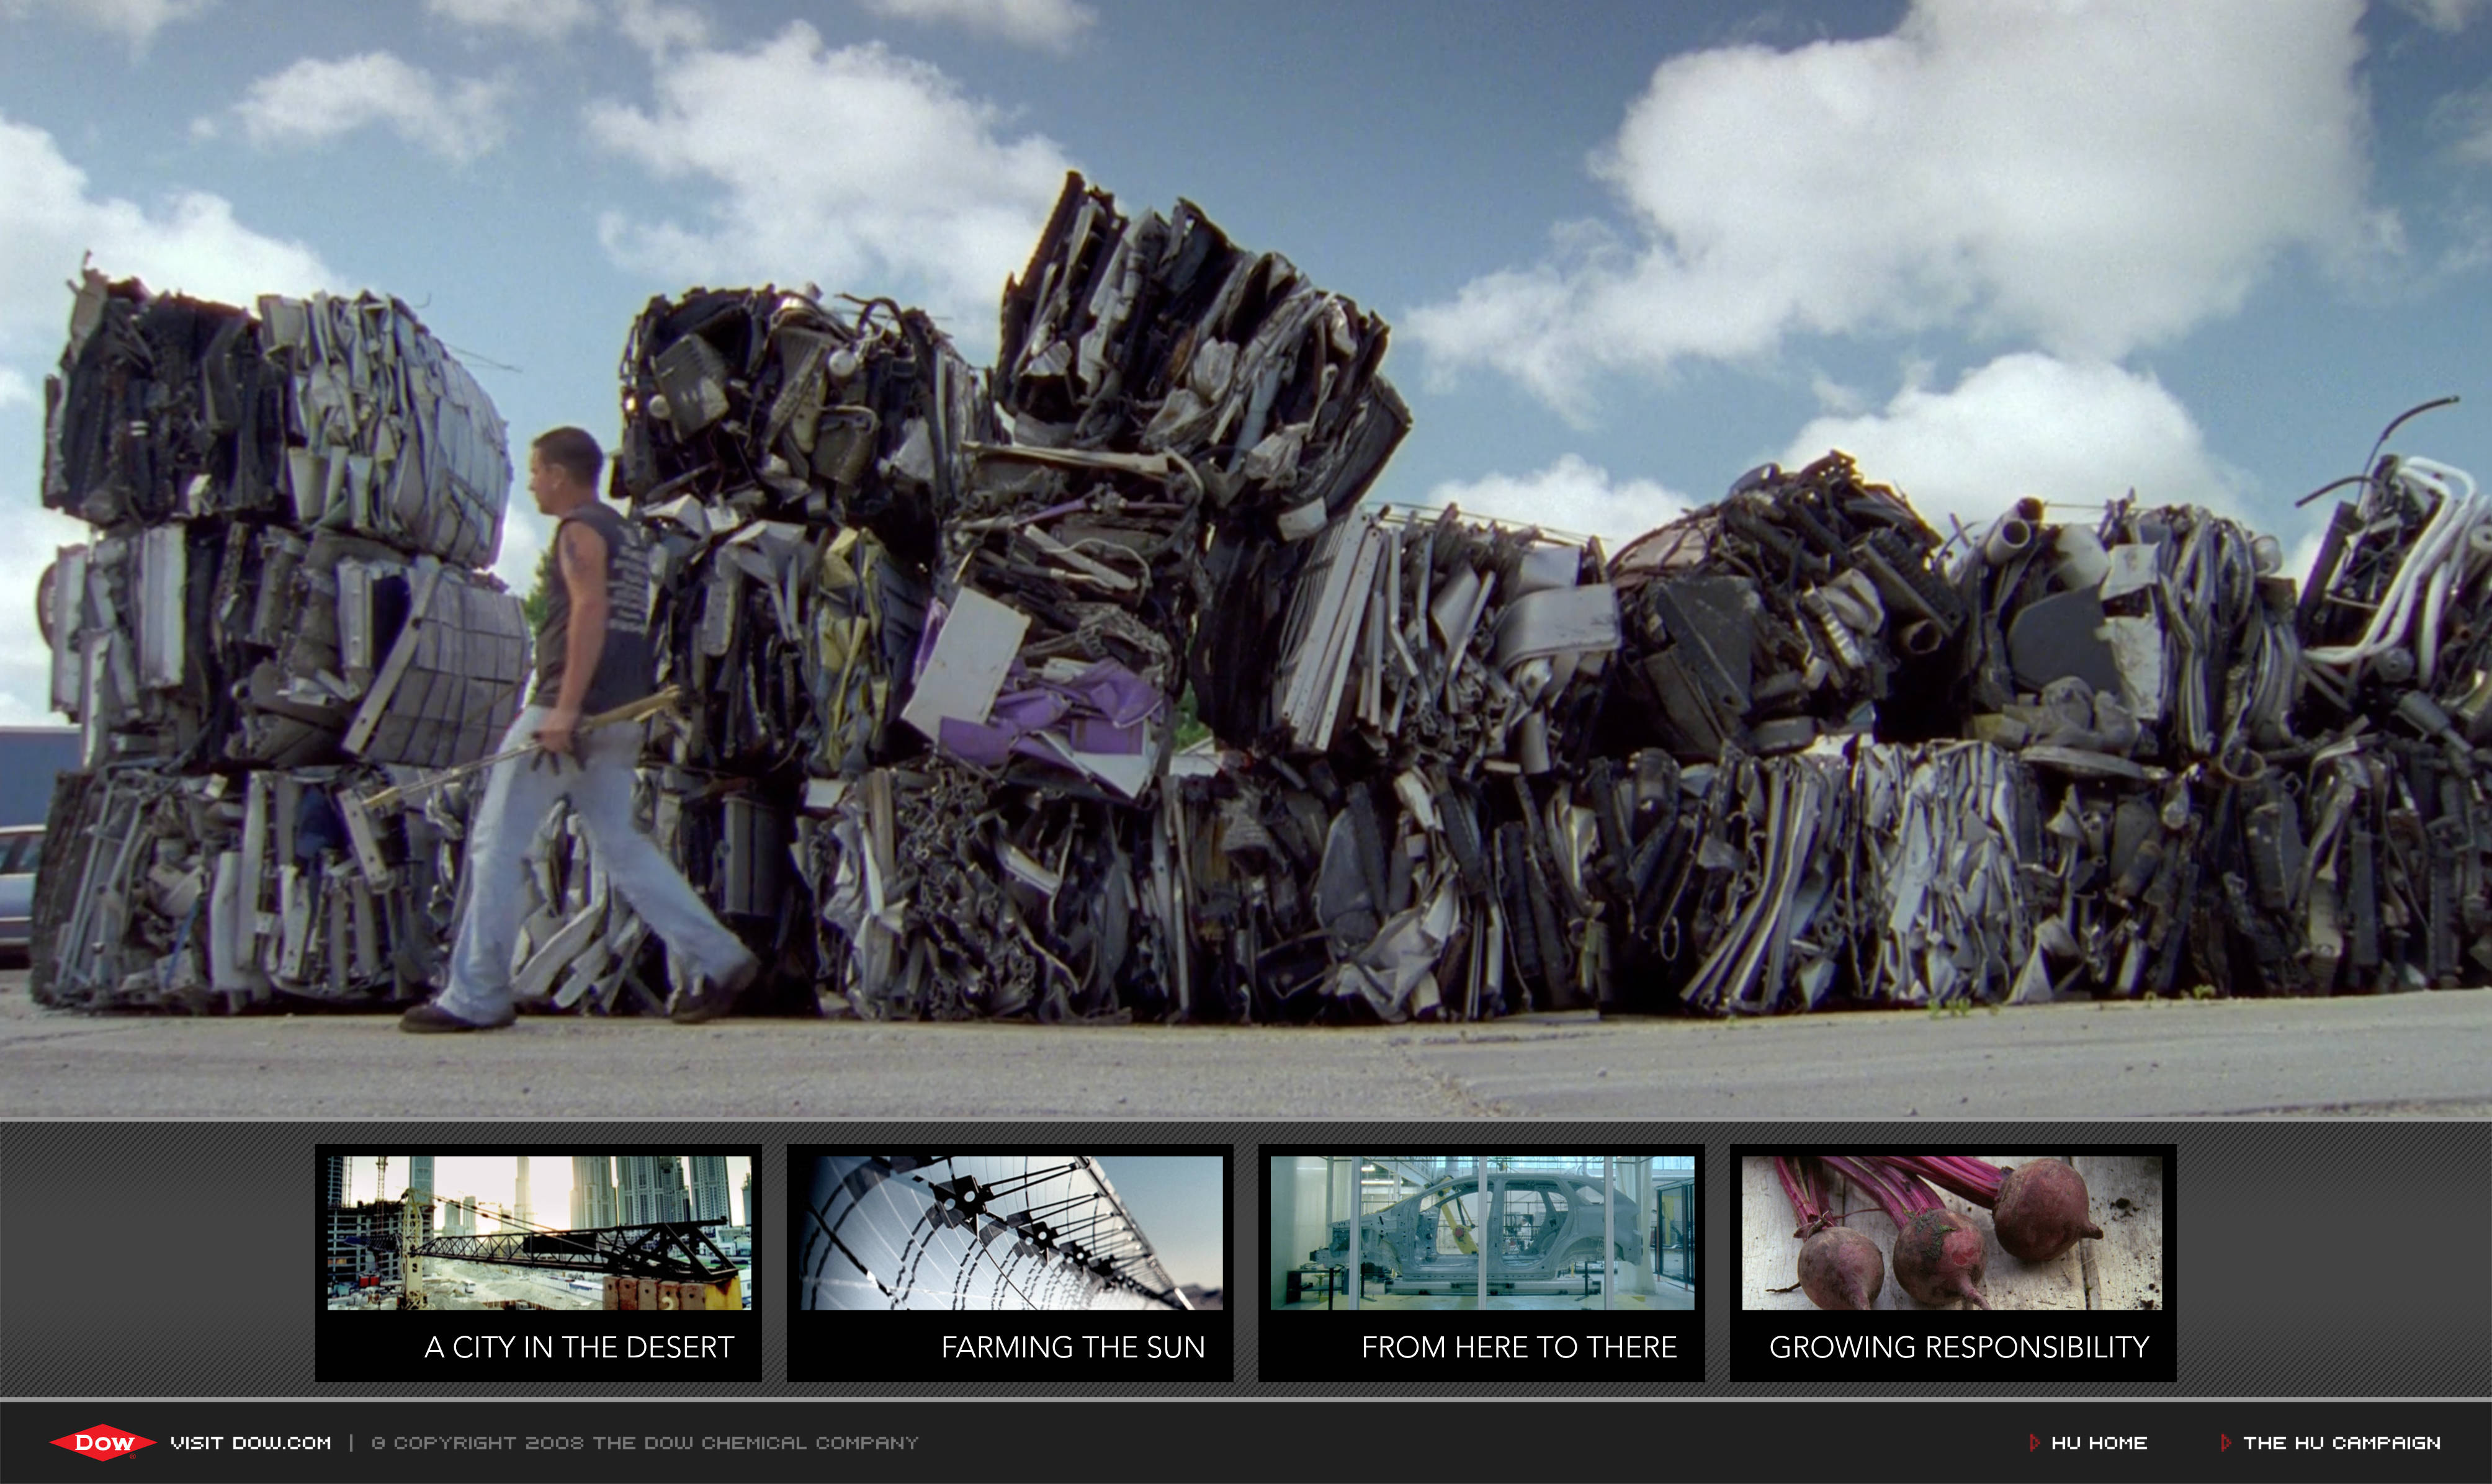 A CITY IN THE DESERT
FARMING THE SUN
FROM HERE TO THERE
GROWING RESPONSIBILITY
DOW
VISIT DOW.COM | © COPYRIGHT 2008 THE DOW CHEMICAL COMPANY
HU HOME
THE HU CAMPAIGN